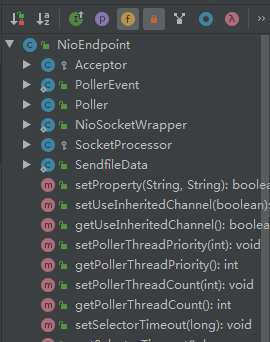 NioEndpoint
Acceptor
PollerEvent
Poller
NioSocketWrapper
SocketProcessor
SendfileData
setProperty(String, String): boolea
setUseInheritedChannel(boolean):
getUseInheritedChannel(): boolea
setPollerThreadPriority(int): void
getPollerThreadPriority(): int
setPollerThreadCount(int): void
getPollerThreadCount(): int
setSelectorTimeout(long): void